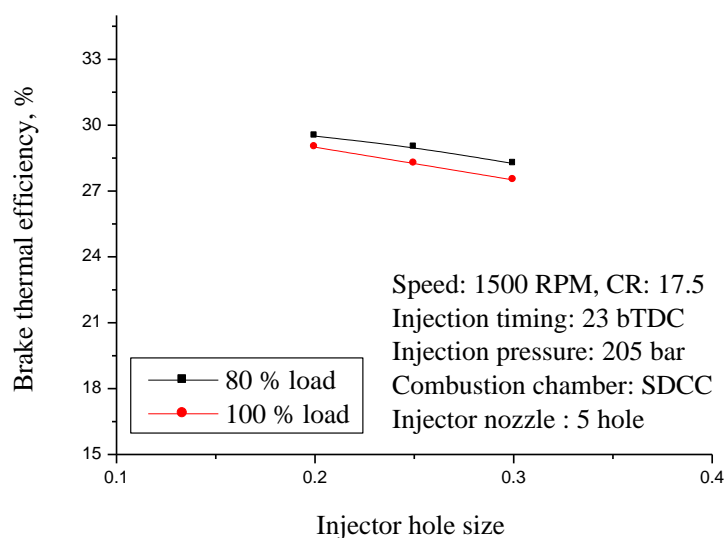 Brake thermal efficiency, %
33
30
27
24
21
18
15
0.1 0.2 0.3 0.4
Injector hole size
80 % load
100 % load
Speed: 1500 RPM, CR: 17.5
Injection timing: 23 bTDC
Injection pressure: 205 bar
Combustion chamber: SDCC
Injector nozzle : 5 hole